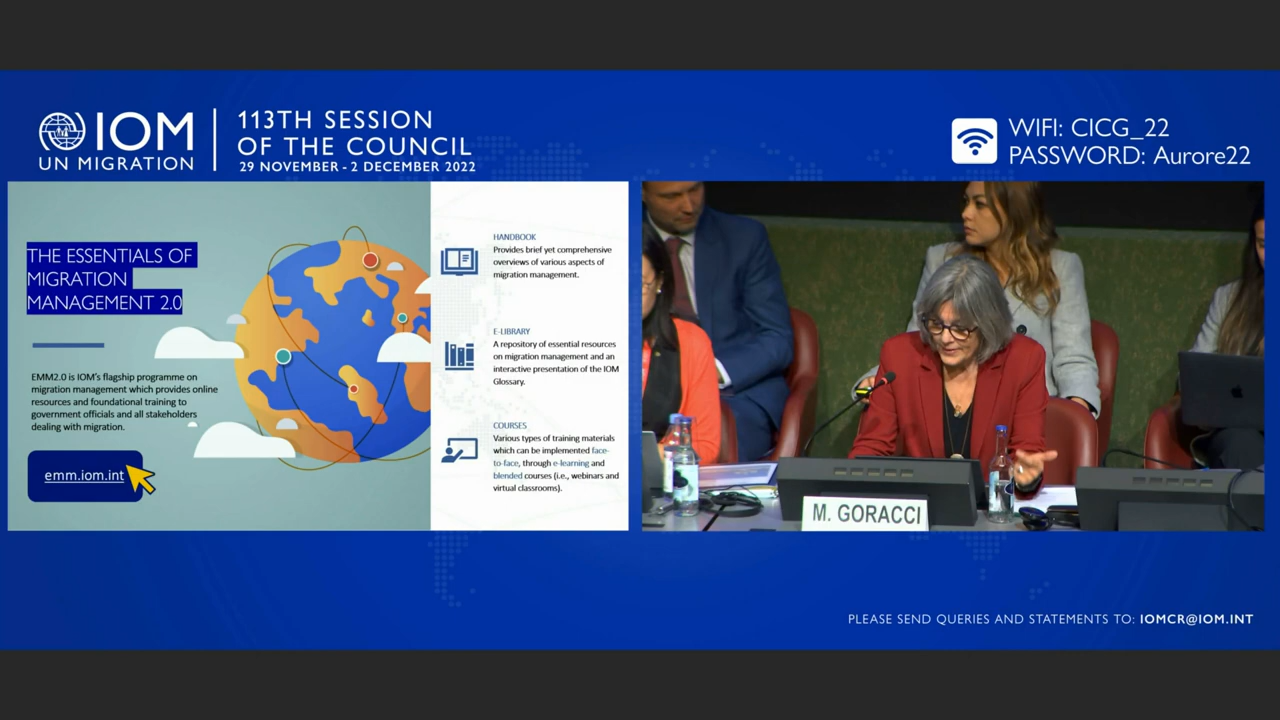 IOM
UN MIGRATION
113TH SESSION
OF THE COUNCIL
29 NOVEMBER - 2 DECEMBER 2022
WIFI: CICG_22
PASSWORD: Aurore22
THE ESSENTIALS OF
MIGRATION
MANAGEMENT 2.0
EMM2.0 is IOM's flagship programme on
migration management which provides online
resources and foundational training to
government officials and all stakeholders
dealing with migration.
emm.iom.int
HANDBOOK
Provides brief yet comprehensive
overviews of various aspects of
migration management.
E-LIBRARY
A repository of essential resources
on migration management and an
interactive presentation of the IOM
Glossary.
COURSES
Various types of training materials
which can be implemented face-
to-face, through e-learning and
blended courses (i.e., webinars and
virtual classrooms).
M. GORACCI
PLEASE SEND QUERIES AND STATEMENTS TO: IOMCR@IOM.INT